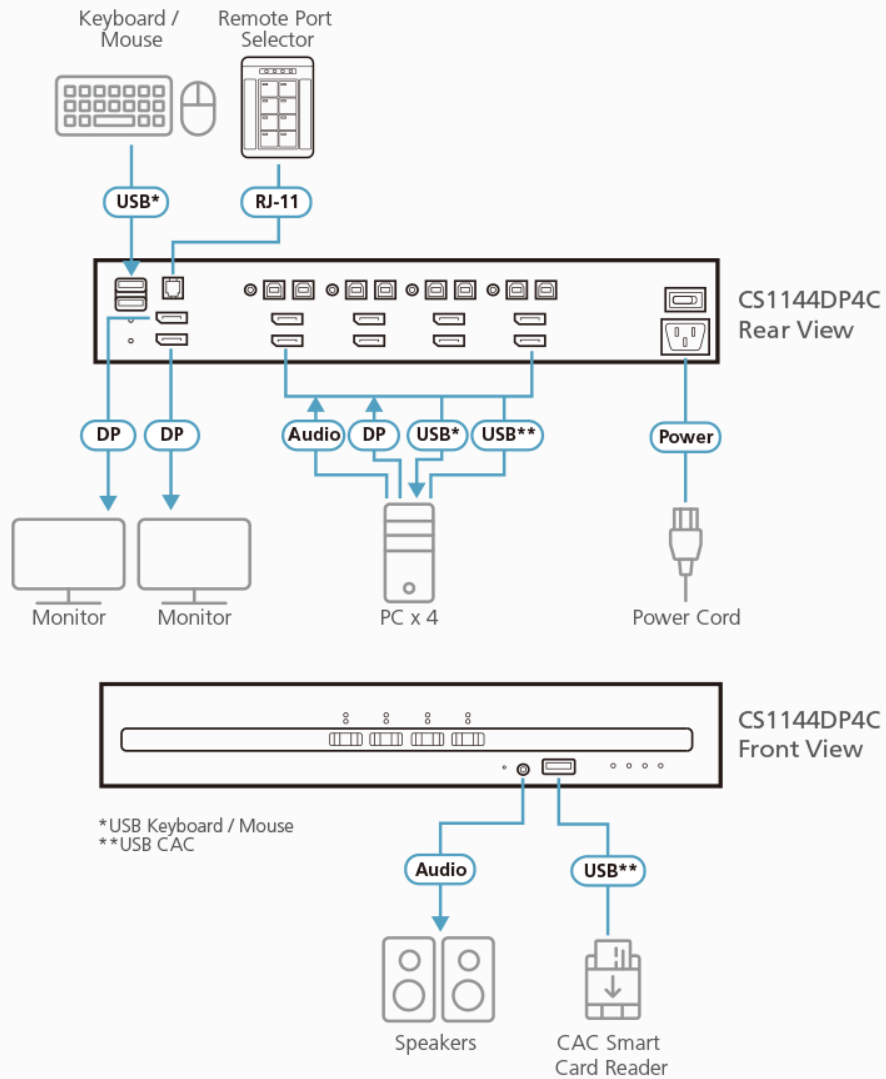 Keyboard /
Mouse
Remote Port
Selector
USB*
RJ-11
CS1144DP4C
Rear View
DP
DP
Audio
DP
USB*
USB**
Power
Monitor
Monitor
PC x 4
Power Cord
CS1144DP4C
Front View
*USB Keyboard / Mouse
**USB CAC
Audio
USB**
Speakers
CAC Smart
Card Reader